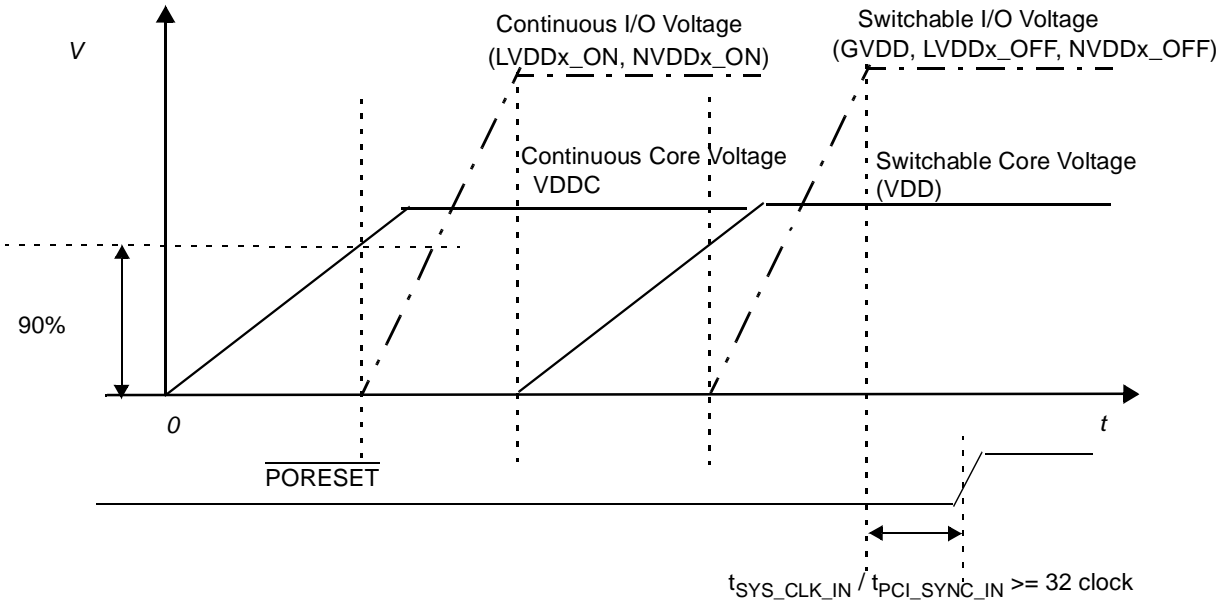 V
Continuous I/O Voltage
(LVDDx_ON, NVDDx_ON)
Switchable I/O Voltage
(GVDD, LVDDx_OFF, NVDDx_OFF)
Continuous Core Voltage
VDDC
Switchable Core Voltage
(VDD)
90%
0
t
PORESET
tSYS_CLK_IN / tPCI_SYNC_IN >= 32 clock